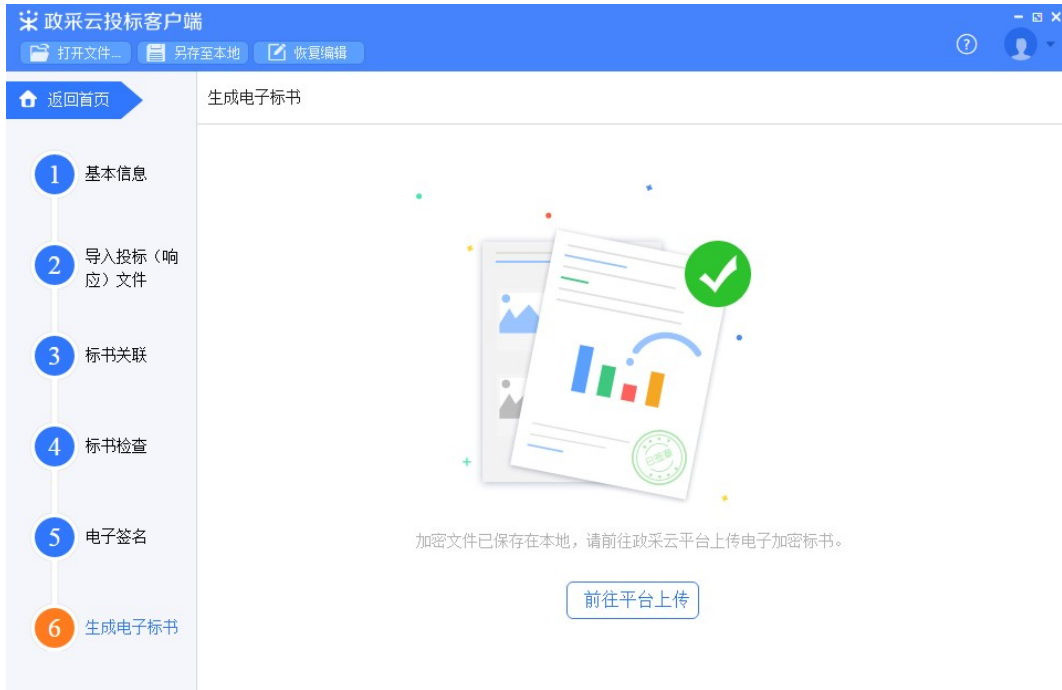 政采云投标客户端
打开文件... 另存至本地 恢复编辑
返回首页
生成电子标书
1 基本信息
2 导入投标（响
应）文件
3 标书关联
4 标书检查
5 电子签名
已签章
加密文件已保存在本地，请前往政采云平台上传电子加密标书。
前往平台上传
6 生成电子标书